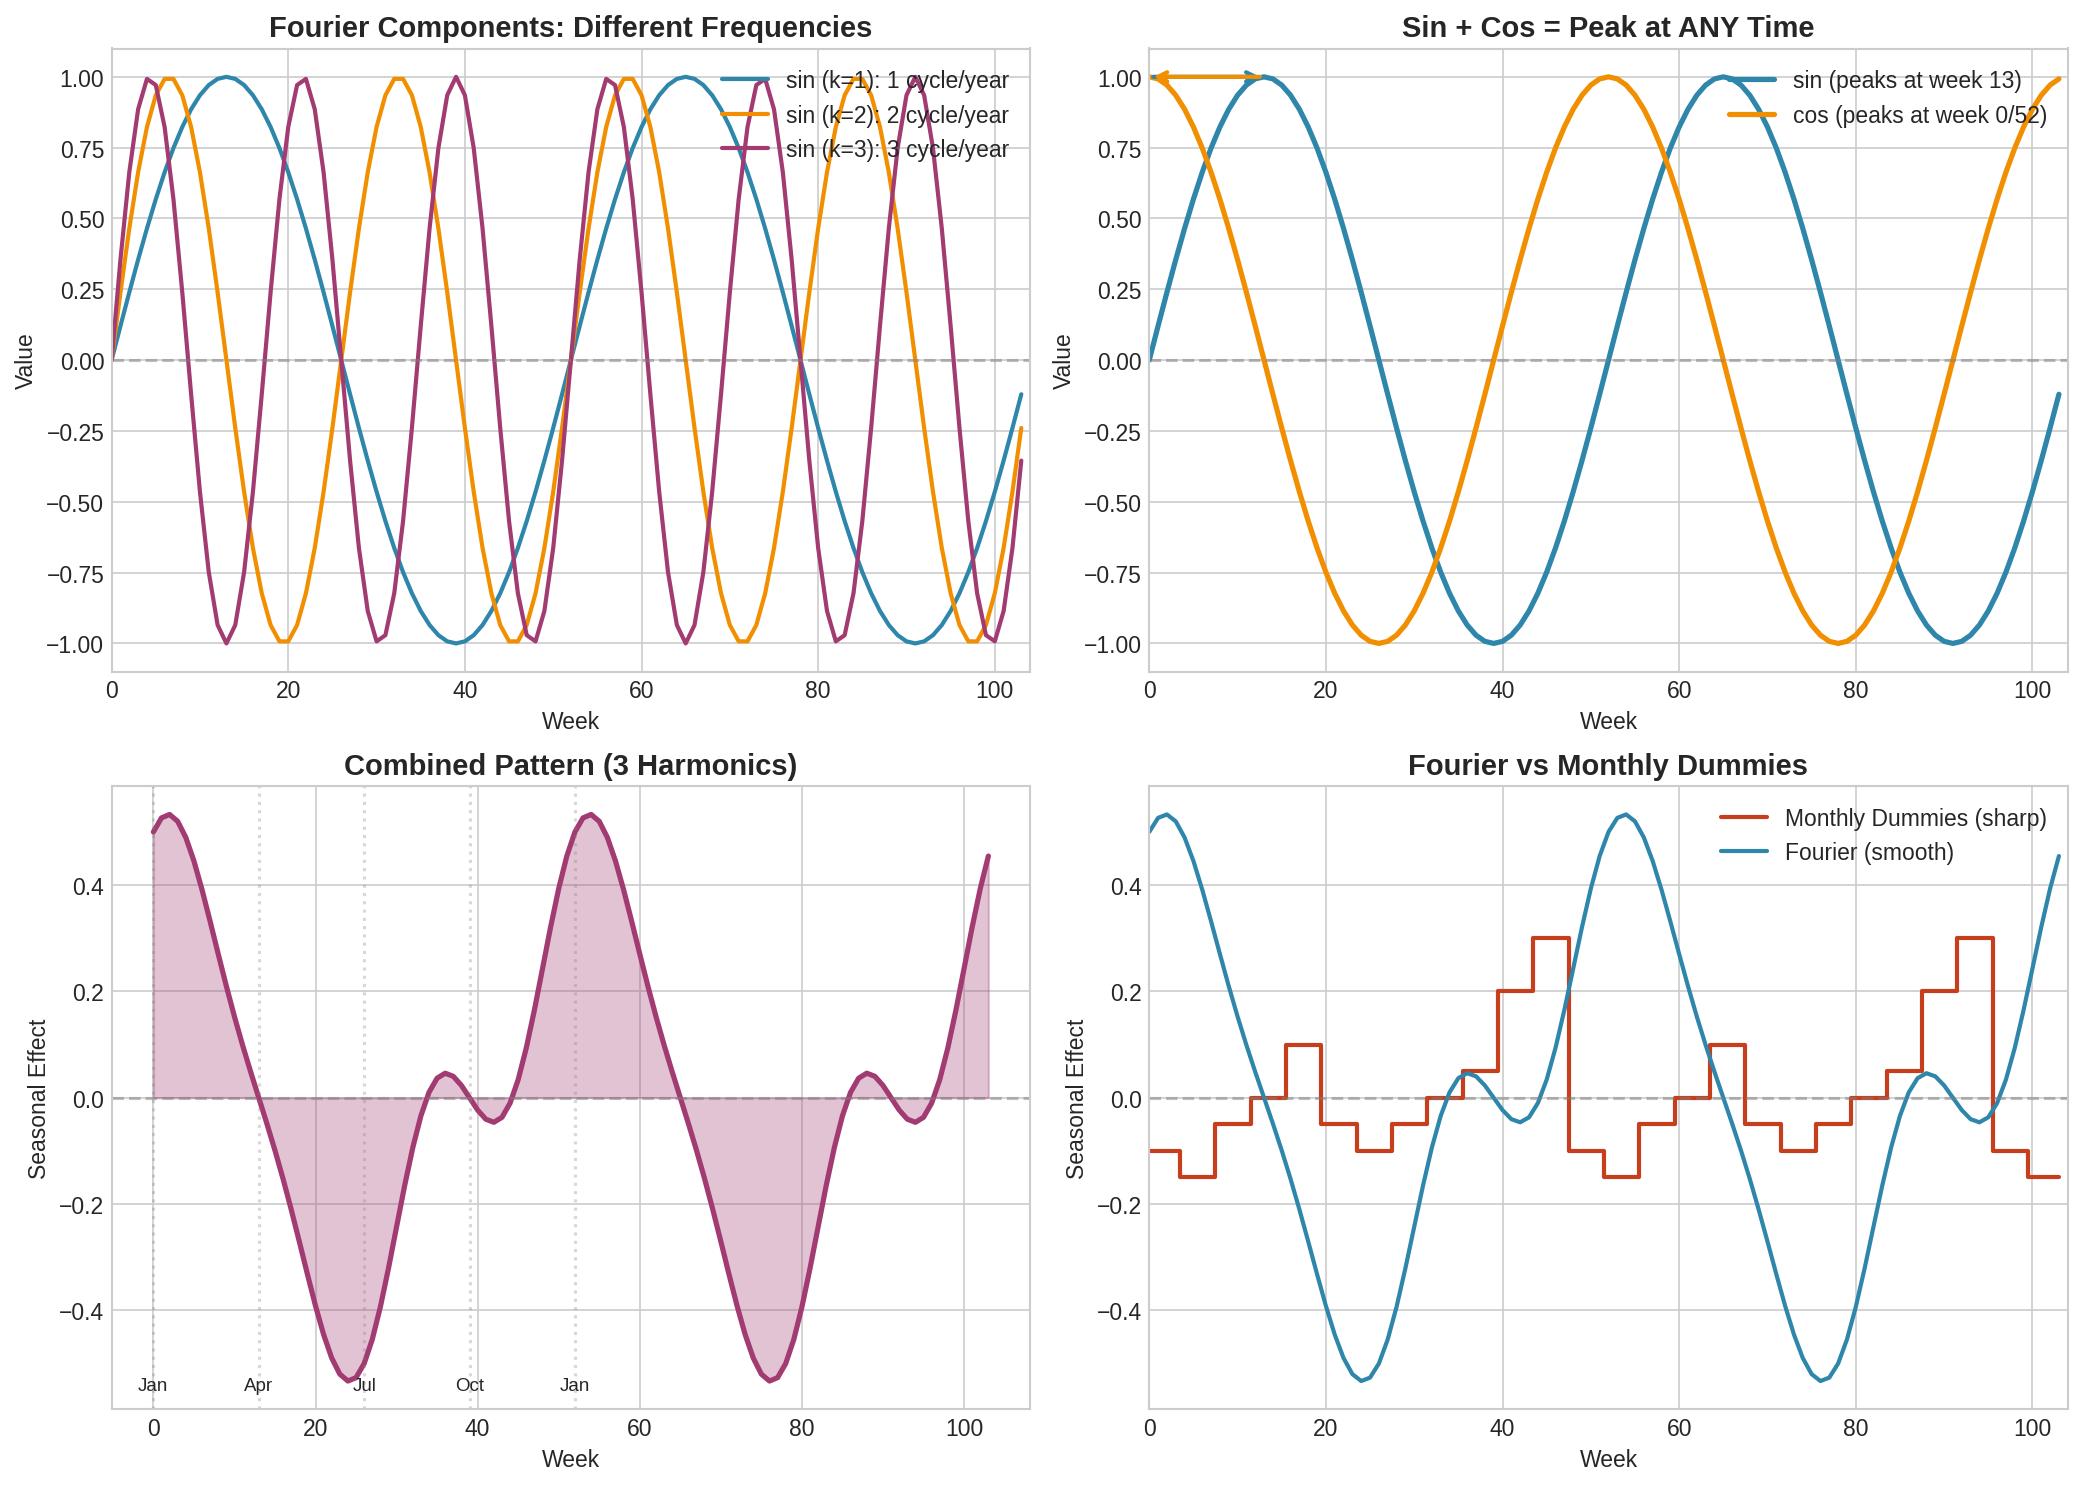 Fourier Components: Different Frequencies
1.00
0.75
0.50
0.25
0.00
−0.25
−0.50
−0.75
−1.00
Value
sin (k=1): 1 cycle/year
sin (k=2): 2 cycle/year
sin (k=3): 3 cycle/year
0 20 40 60 80 100
Week
Sin + Cos = Peak at ANY Time
1.00
0.75
0.50
0.25
0.00
−0.25
−0.50
−0.75
−1.00
Value
sin (peaks at week 13)
cos (peaks at week 0/52)
0 20 40 60 80 100
Week
Combined Pattern (3 Harmonics)
0.4
0.2
0.0
−0.2
−0.4
Seasonal Effect
Jan Apr Jul Oct Jan
0 20 40 60 80 100
Week
Fourier vs Monthly Dummies
0.4
0.2
0.0
−0.2
−0.4
Seasonal Effect
Monthly Dummies (sharp)
Fourier (smooth)
0 20 40 60 80 100
Week